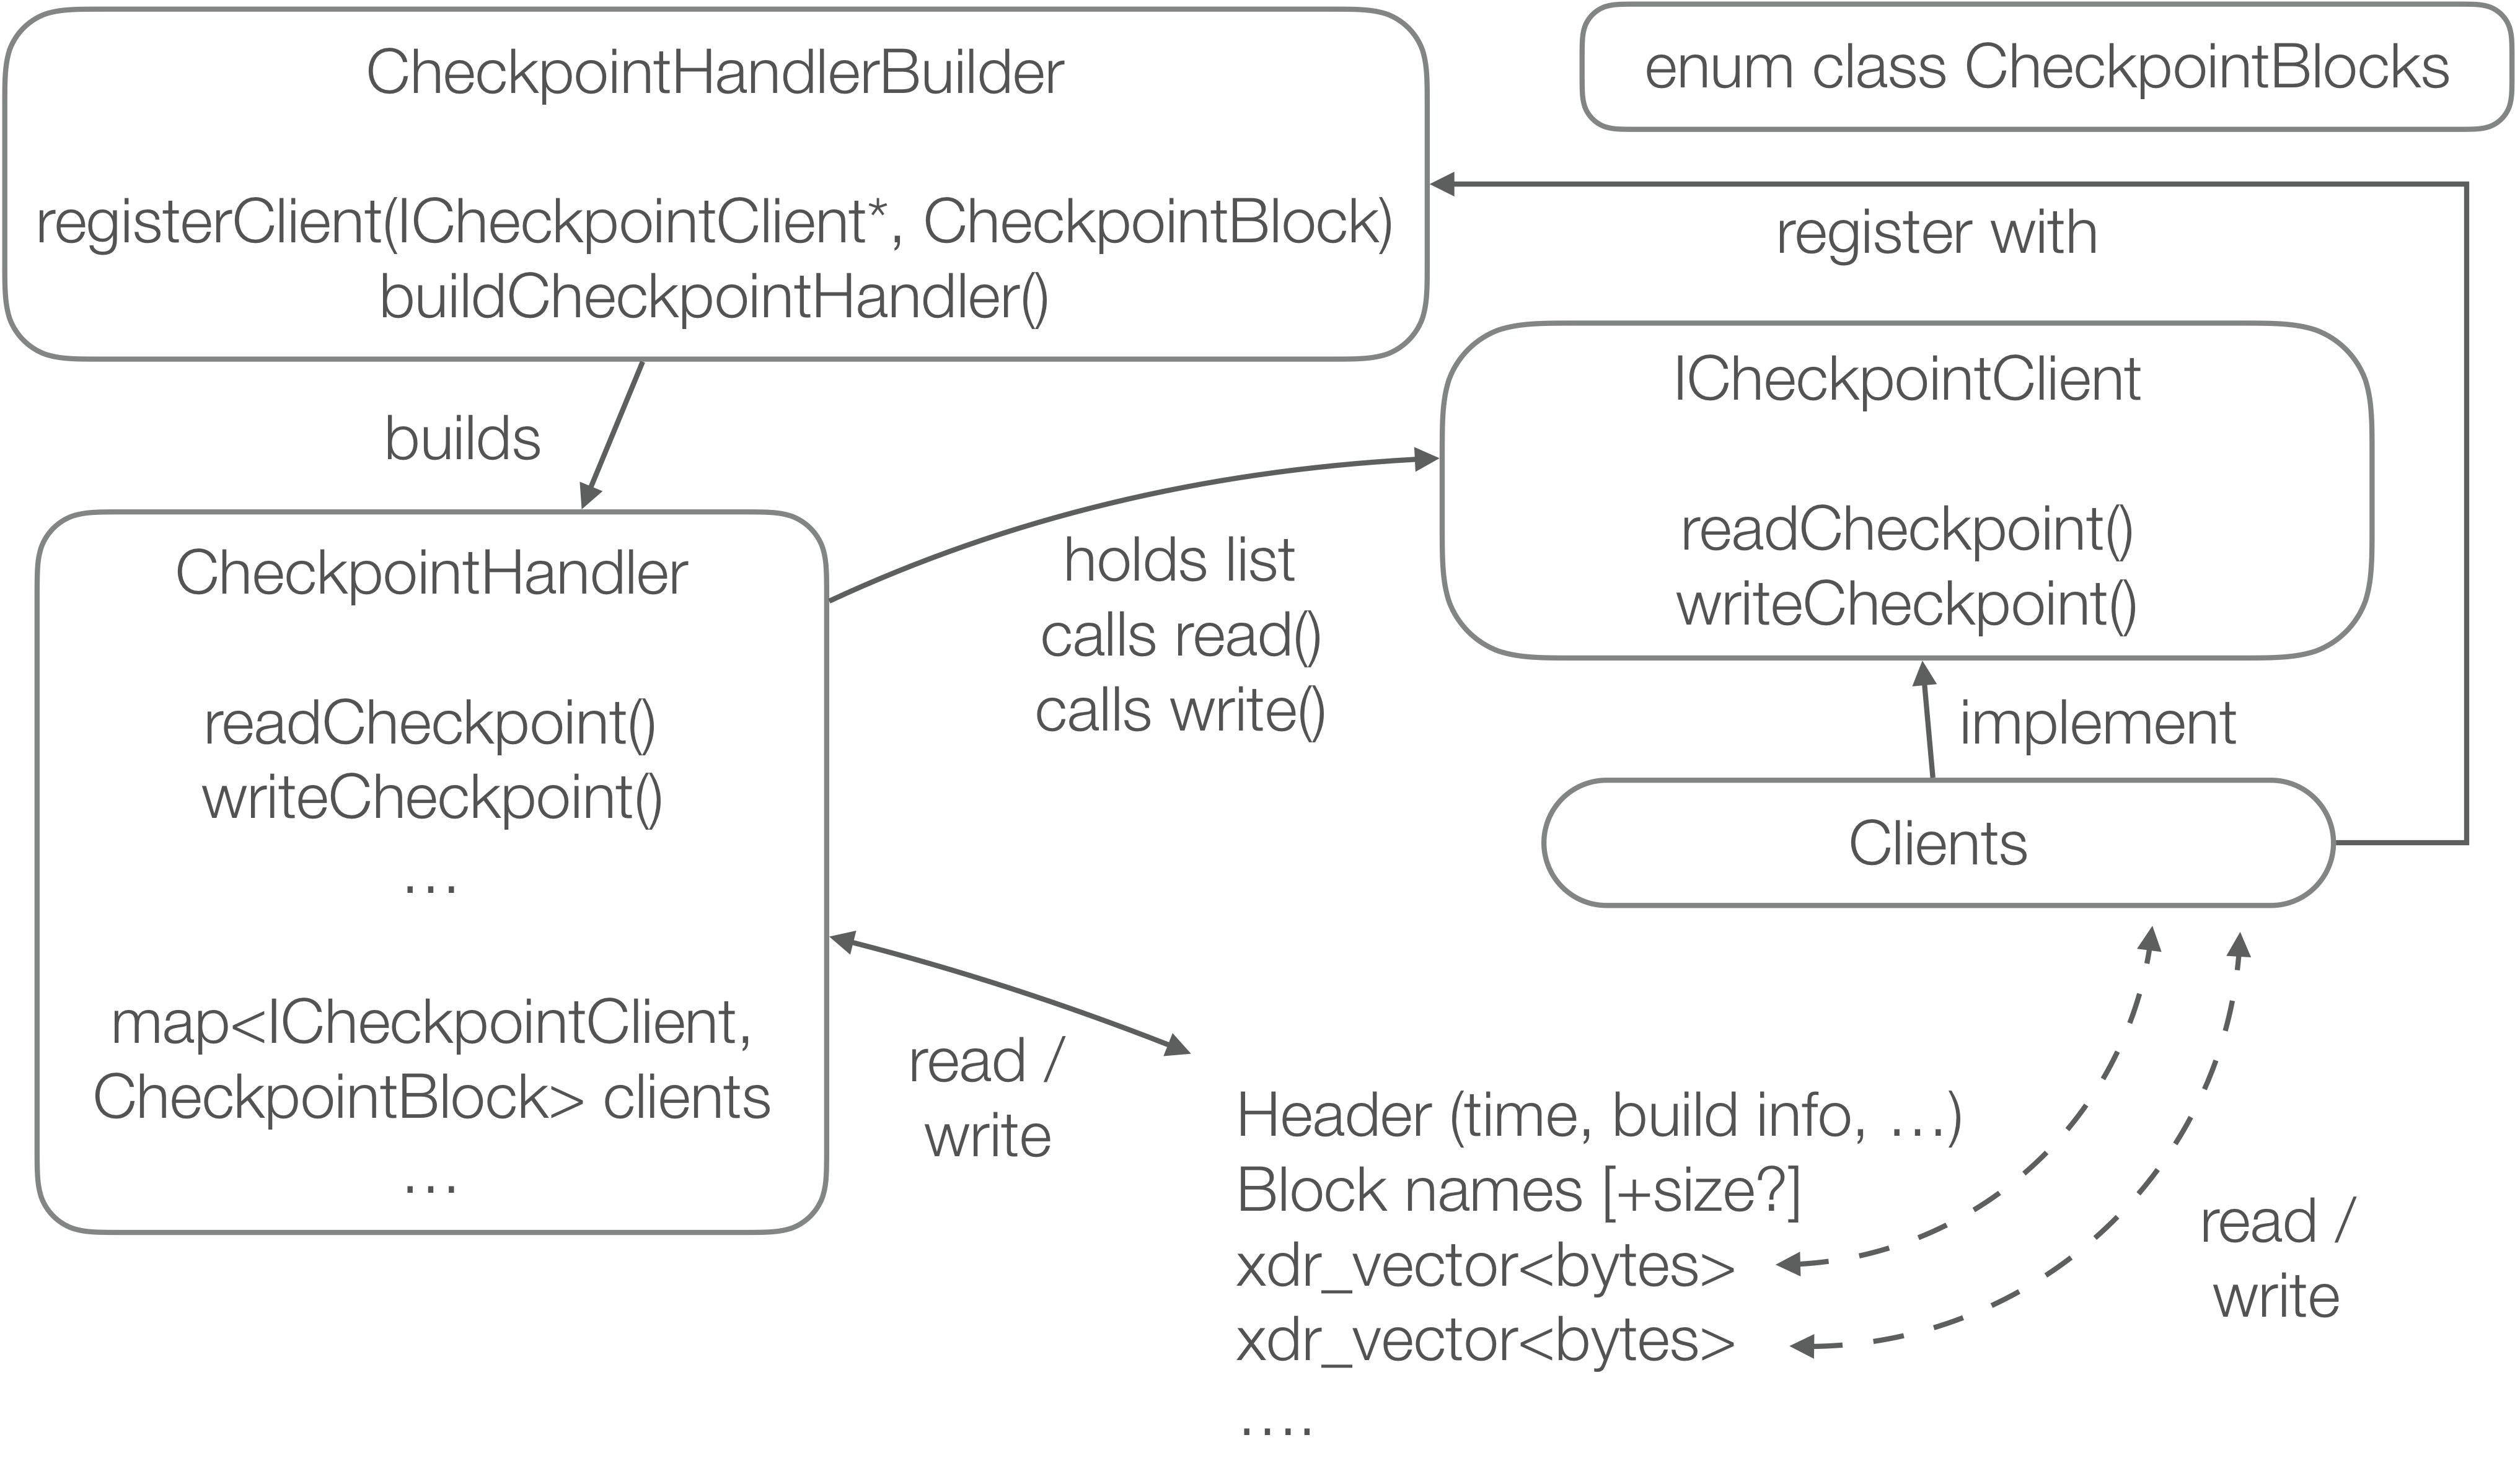 CheckpointHandlerBuilder
registerClient(ICheckpointClient* , CheckpointBlock)
buildCheckpointHandler()
enum class CheckpointBlocks
register with
builds
ICheckpointClient
readCheckpoint()
writeCheckpoint()
holds list
calls read()
calls write()
CheckpointHandler
readCheckpoint()
writeCheckpoint()
…
map<ICheckpointClient,
CheckpointBlock> clients
…
implement
Clients
read /
write
Header (time, build info, …)
Block names [+size?]
xdr_vector<bytes>
xdr_vector<bytes>
….
read /
write